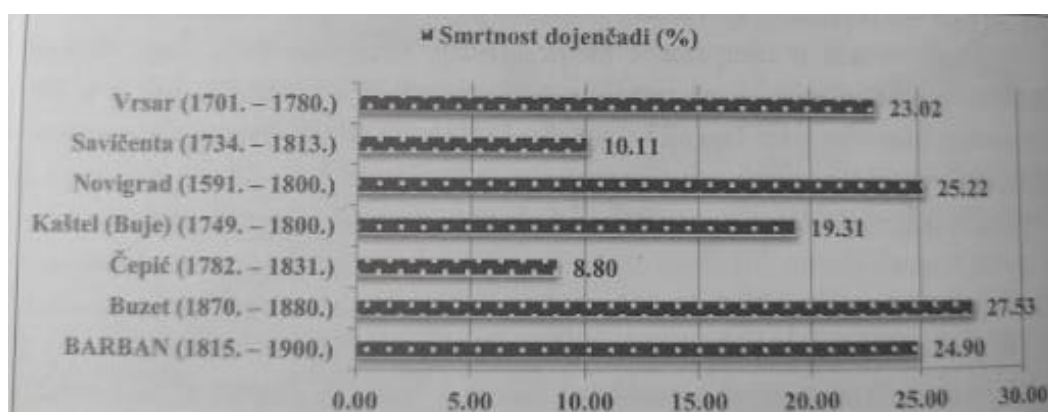 Smrtnost dojenčadi (%)
Vrsar (1701. – 1780.) 23.02
Savičenta (1734. – 1813.) 10.11
Novigrad (1591. – 1800.) 25.22
Kaštel (Buje) (1749. – 1800.) 19.31
Čepić (1782. – 1831.) 8.80
Buzet (1870. – 1880.) 27.53
BARBAN (1815. – 1900.) 24.90
0.00 5.00 10.00 15.00 20.00 25.00 30.00